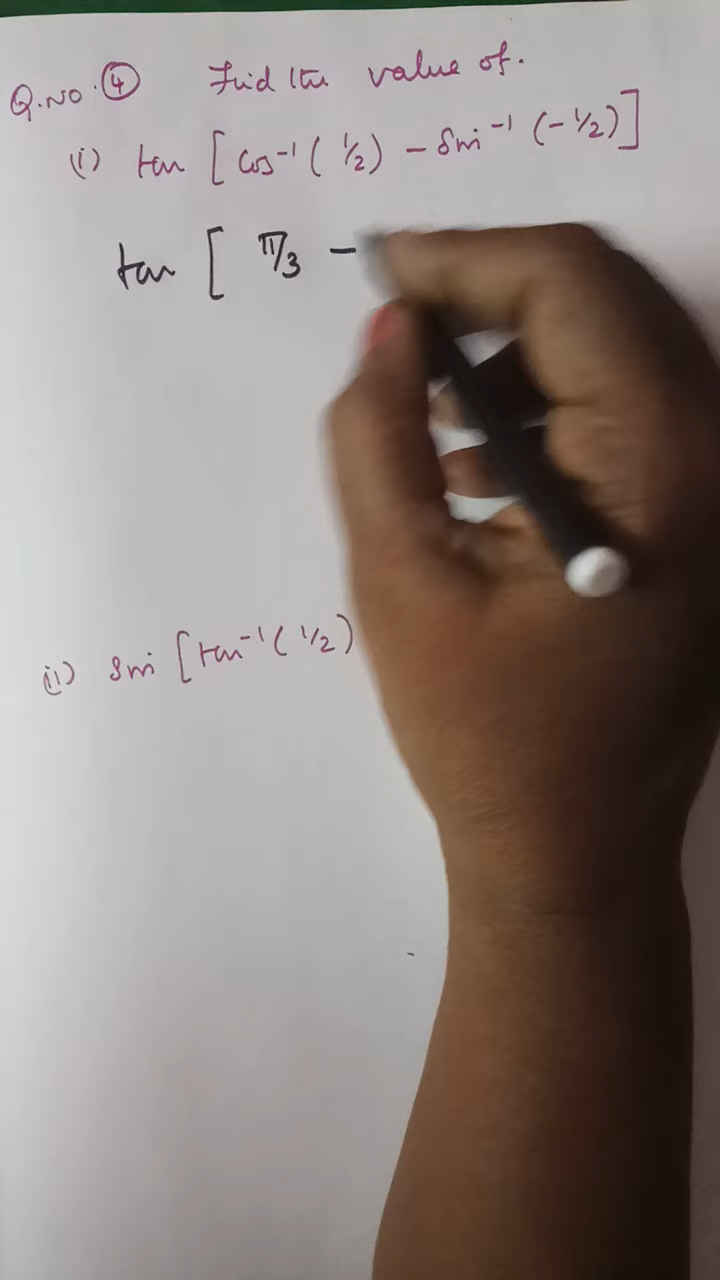 Q.NO. ④ Find the value of.
(i) tan [cos⁻¹ (1/2) - Sin⁻¹ (-1/2)]
tan [ π/3 -
(ii) Sin [tan⁻¹ (1/2)